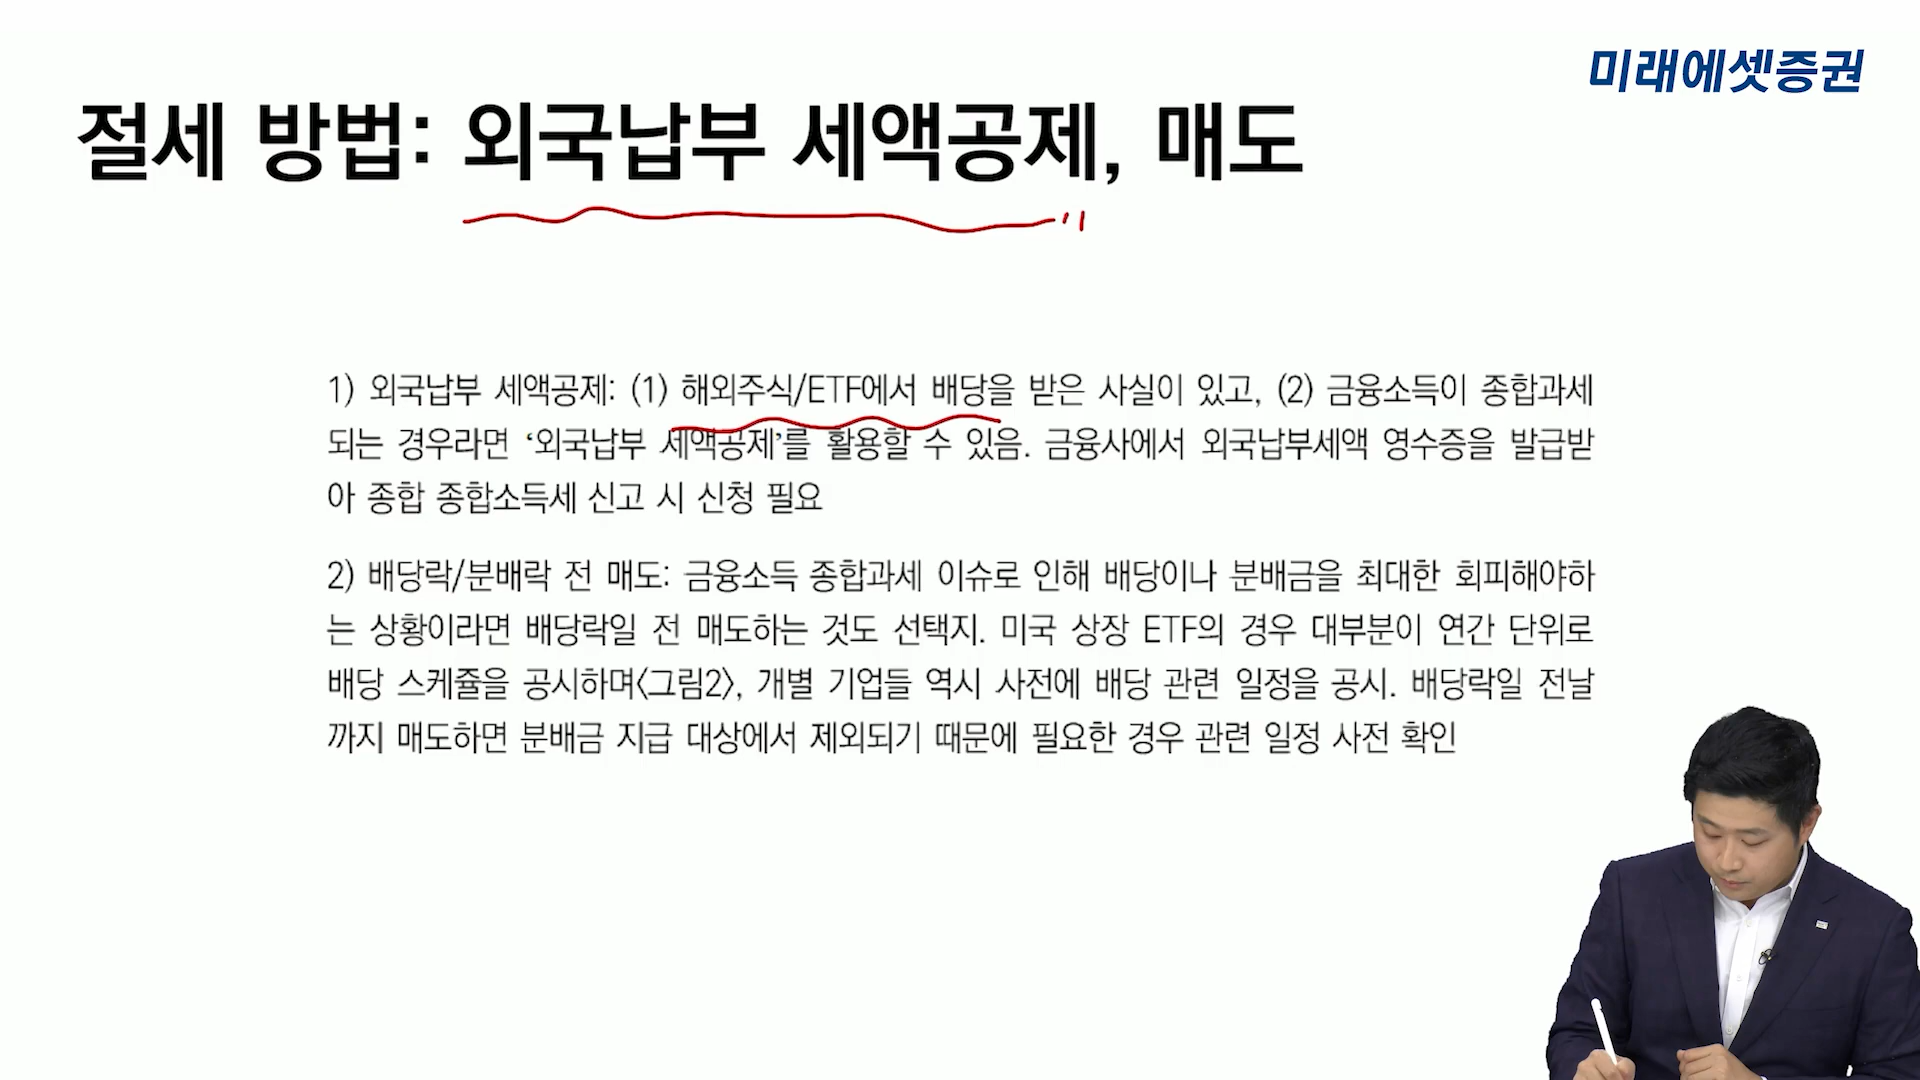 미래에셋증권
절세 방법: 외국납부 세액공제, 매도
1) 외국납부 세액공제: (1) 해외주식/ETF에서 배당을 받은 사실이 있고, (2) 금융소득이 종합과세
되는 경우라면 ‘외국납부 세액공제’를 활용할 수 있음. 금융사에서 외국납부세액 영수증을 발급받
아 종합 종합소득세 신고 시 신청 필요
2) 배당락/분배락 전 매도: 금융소득 종합과세 이슈로 인해 배당이나 분배금을 최대한 회피해야하
는 상황이라면 배당락일 전 매도하는 것도 선택지. 미국 상장 ETF의 경우 대부분이 연간 단위로
배당 스케쥴을 공시하며<그림2>, 개별 기업들 역시 사전에 배당 관련 일정을 공시. 배당락일 전날
까지 매도하면 분배금 지급 대상에서 제외되기 때문에 필요한 경우 관련 일정 사전 확인